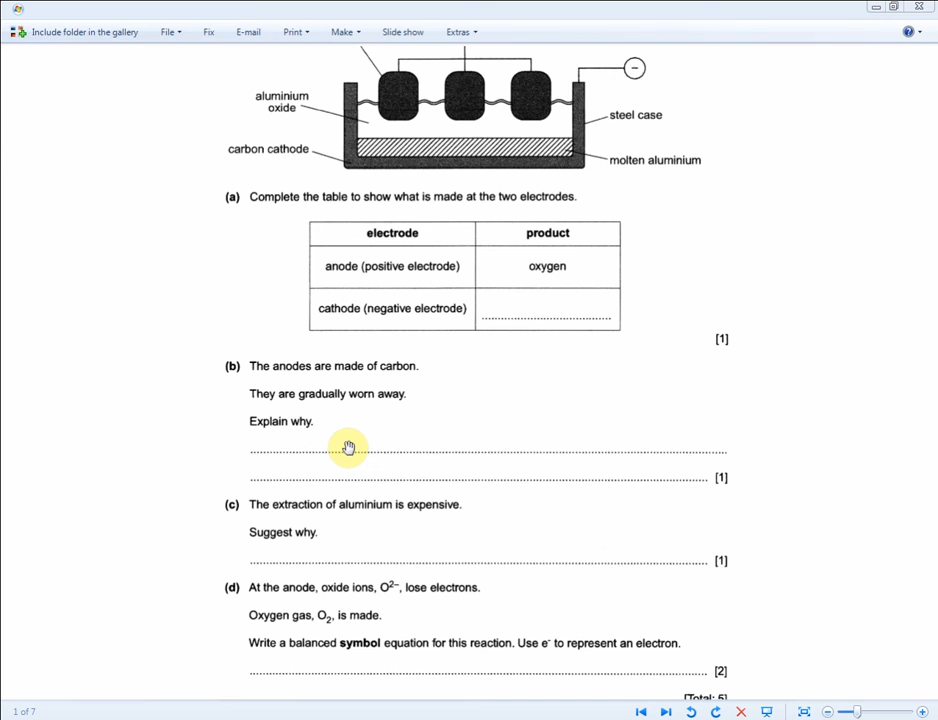 Include folder in the gallery File Fix E-mail Print Make Slide show Extras
−
aluminium
oxide
steel case
carbon cathode
molten aluminium
(a) Complete the table to show what is made at the two electrodes.
electrode product
anode (positive electrode) oxygen
cathode (negative electrode) ........................................
[1]
(b) The anodes are made of carbon.
They are gradually worn away.
Explain why.
................................................................................
................................................................................ [1]
(c) The extraction of aluminium is expensive.
Suggest why.
................................................................................ [1]
(d) At the anode, oxide ions, O²⁻, lose electrons.
Oxygen gas, O₂, is made.
Write a balanced symbol equation for this reaction. Use e⁻ to represent an electron.
................................................................................ [2]
[Total: 5]
1 of 7